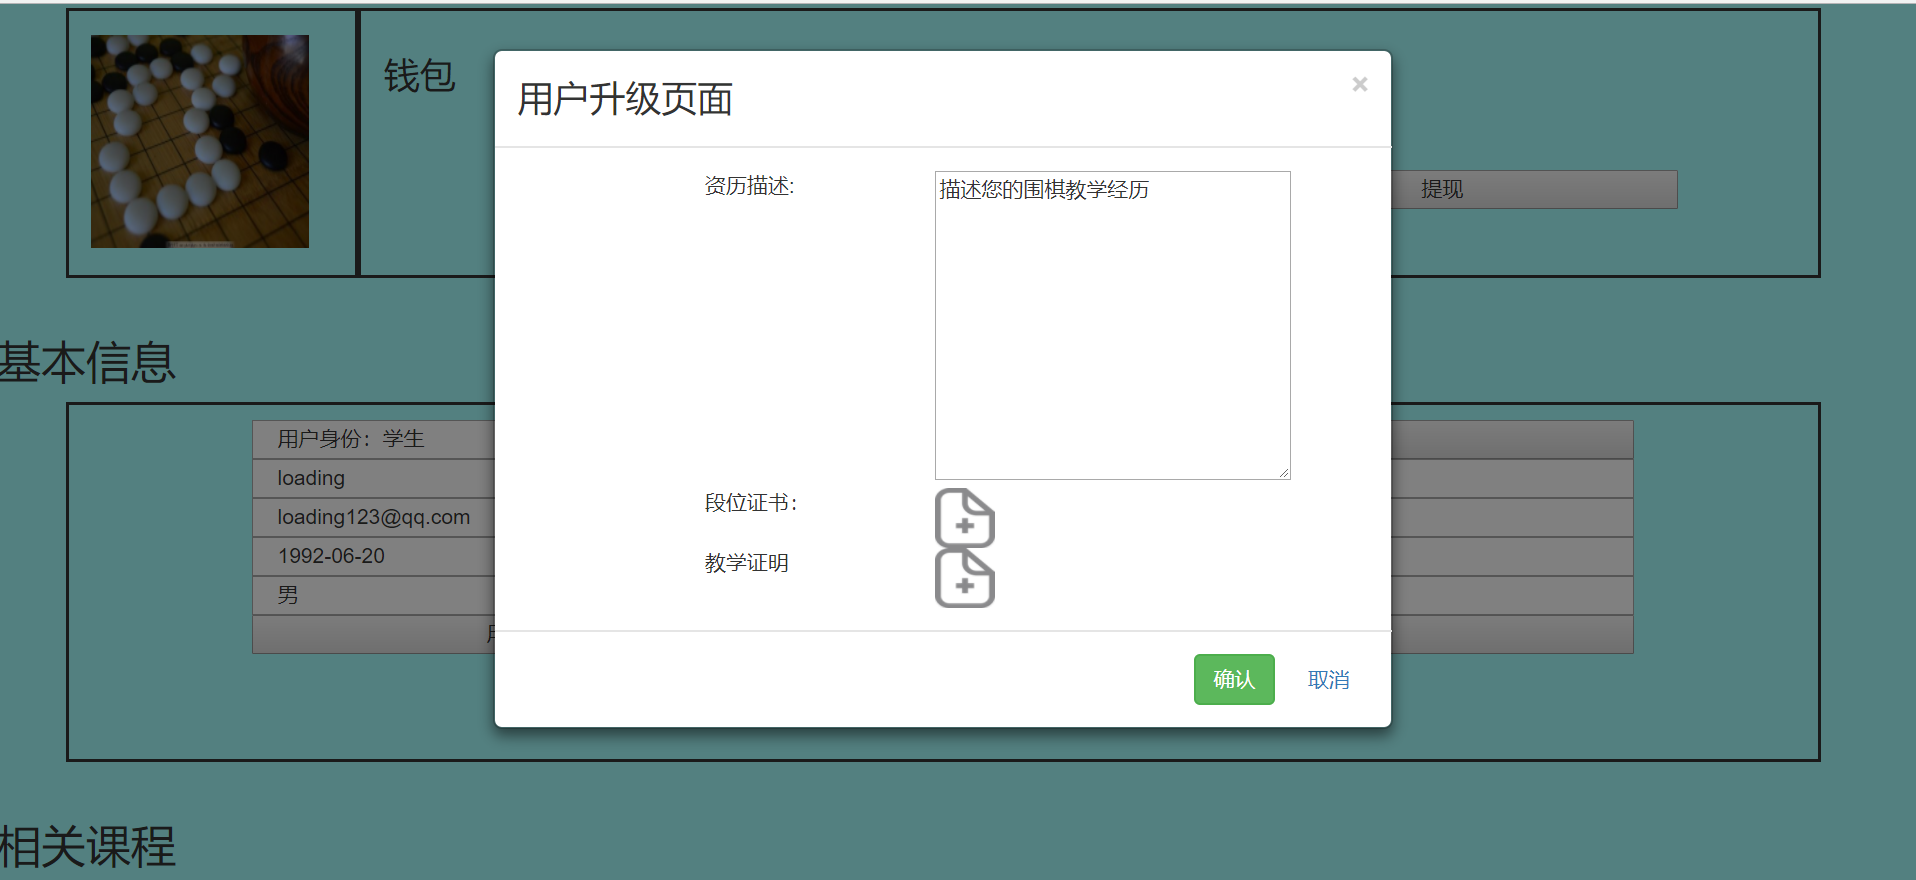 钱包
用户升级页面
×
资历描述:
描述您的围棋教学经历
提现
基本信息
用户身份：学生
loading
loading123@qq.com
1992-06-20
男
段位证书：
教学证明
确认
取消
相关课程